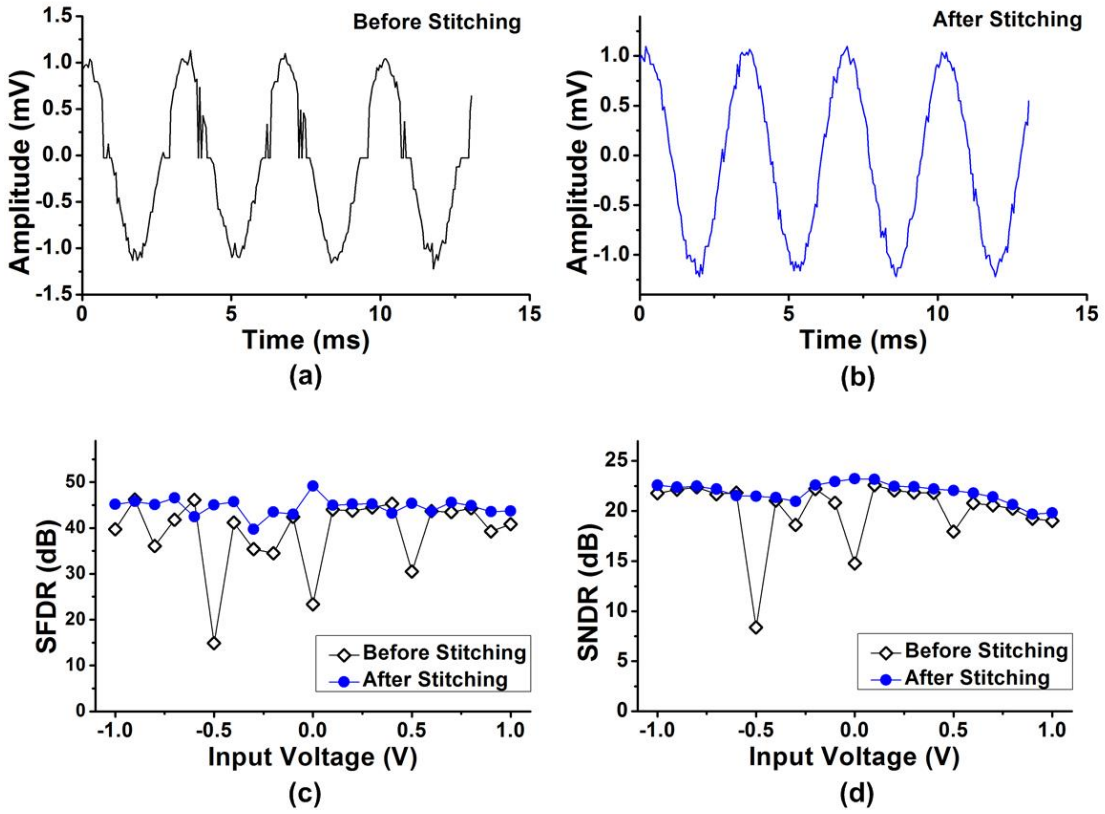 Before Stitching
1.5
1.0
0.5
0.0
-0.5
-1.0
-1.5
Amplitude (mV)
0 5 10 15
Time (ms)
(a)
After Stitching
1.0
0.5
0.0
-0.5
-1.0
Amplitude (mV)
0 5 10 15
Time (ms)
(b)
50
40
30
20
15
0
SFDR (dB)
Before Stitching
After Stitching
-1.0 -0.5 0.0 0.5 1.0
Input Voltage (V)
(c)
25
20
15
10
5
0
SNDR (dB)
Before Stitching
After Stitching
-1.0 -0.5 0.0 0.5 1.0
Input Voltage (V)
(d)